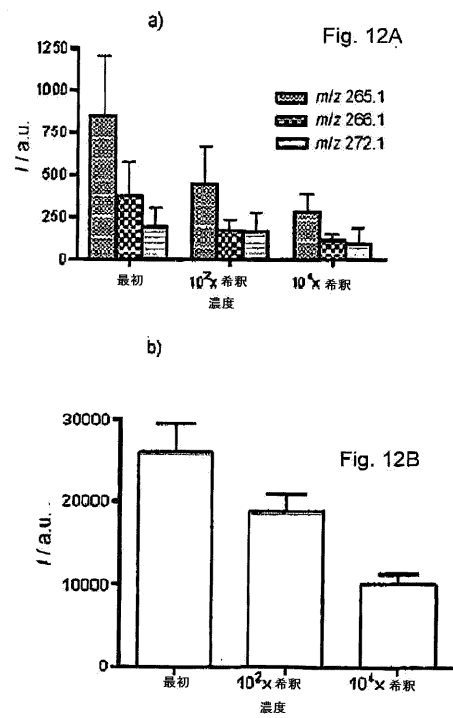 a)
Fig. 12A
1250
1000
750
500
250
0
I / a.u.
m/z 265.1
m/z 266.1
m/z 272.1
最初
10²x 希釈
10⁴x 希釈
濃度
b)
Fig. 12B
30000
20000
10000
0
I / a.u.
最初
10²x 希釈
10⁴x 希釈
濃度